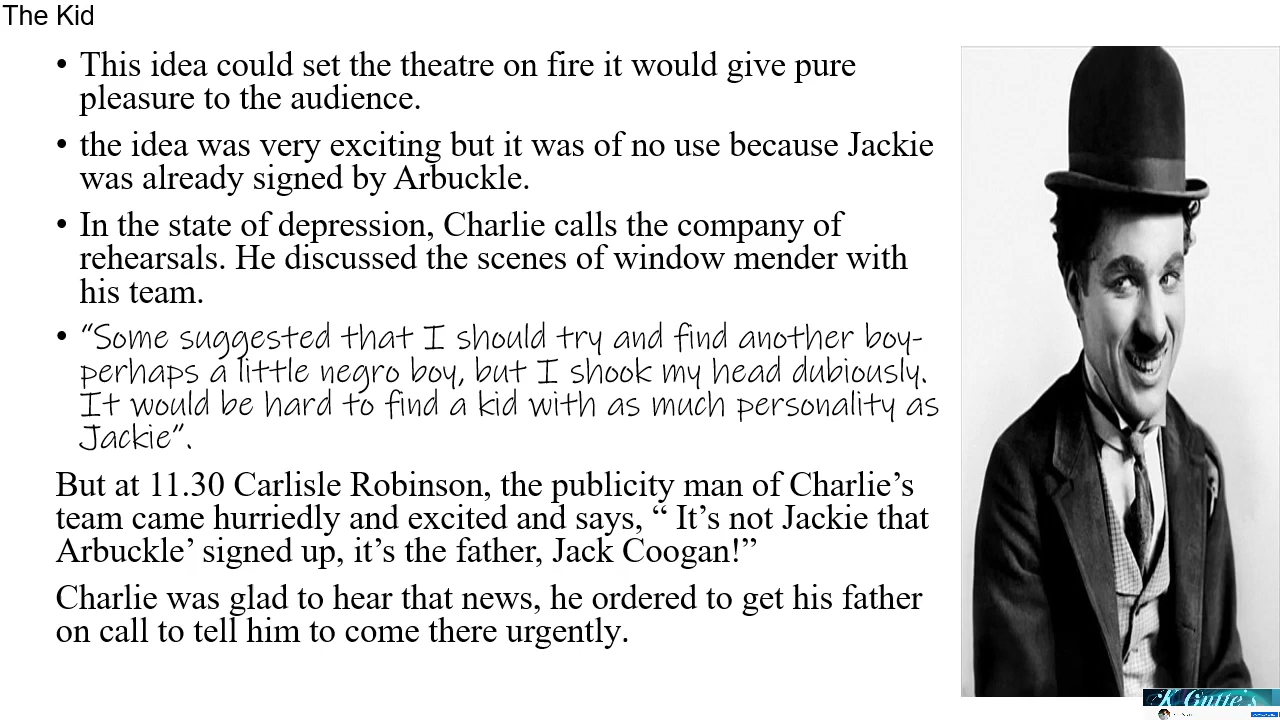 The Kid
• This idea could set the theatre on fire it would give pure
pleasure to the audience.
• the idea was very exciting but it was of no use because Jackie
was already signed by Arbuckle.
• In the state of depression, Charlie calls the company of
rehearsals. He discussed the scenes of window mender with
his team.
• “Some suggested that I should try and find another boy-
perhaps a little negro boy, but I shook my head dubiously.
It would be hard to find a kid with as much personality as
Jackie”.
But at 11.30 Carlisle Robinson, the publicity man of Charlie’s
team came hurriedly and excited and says, “ It’s not Jackie that
Arbuckle’ signed up, it’s the father, Jack Coogan!”
Charlie was glad to hear that news, he ordered to get his father
on call to tell him to come there urgently.